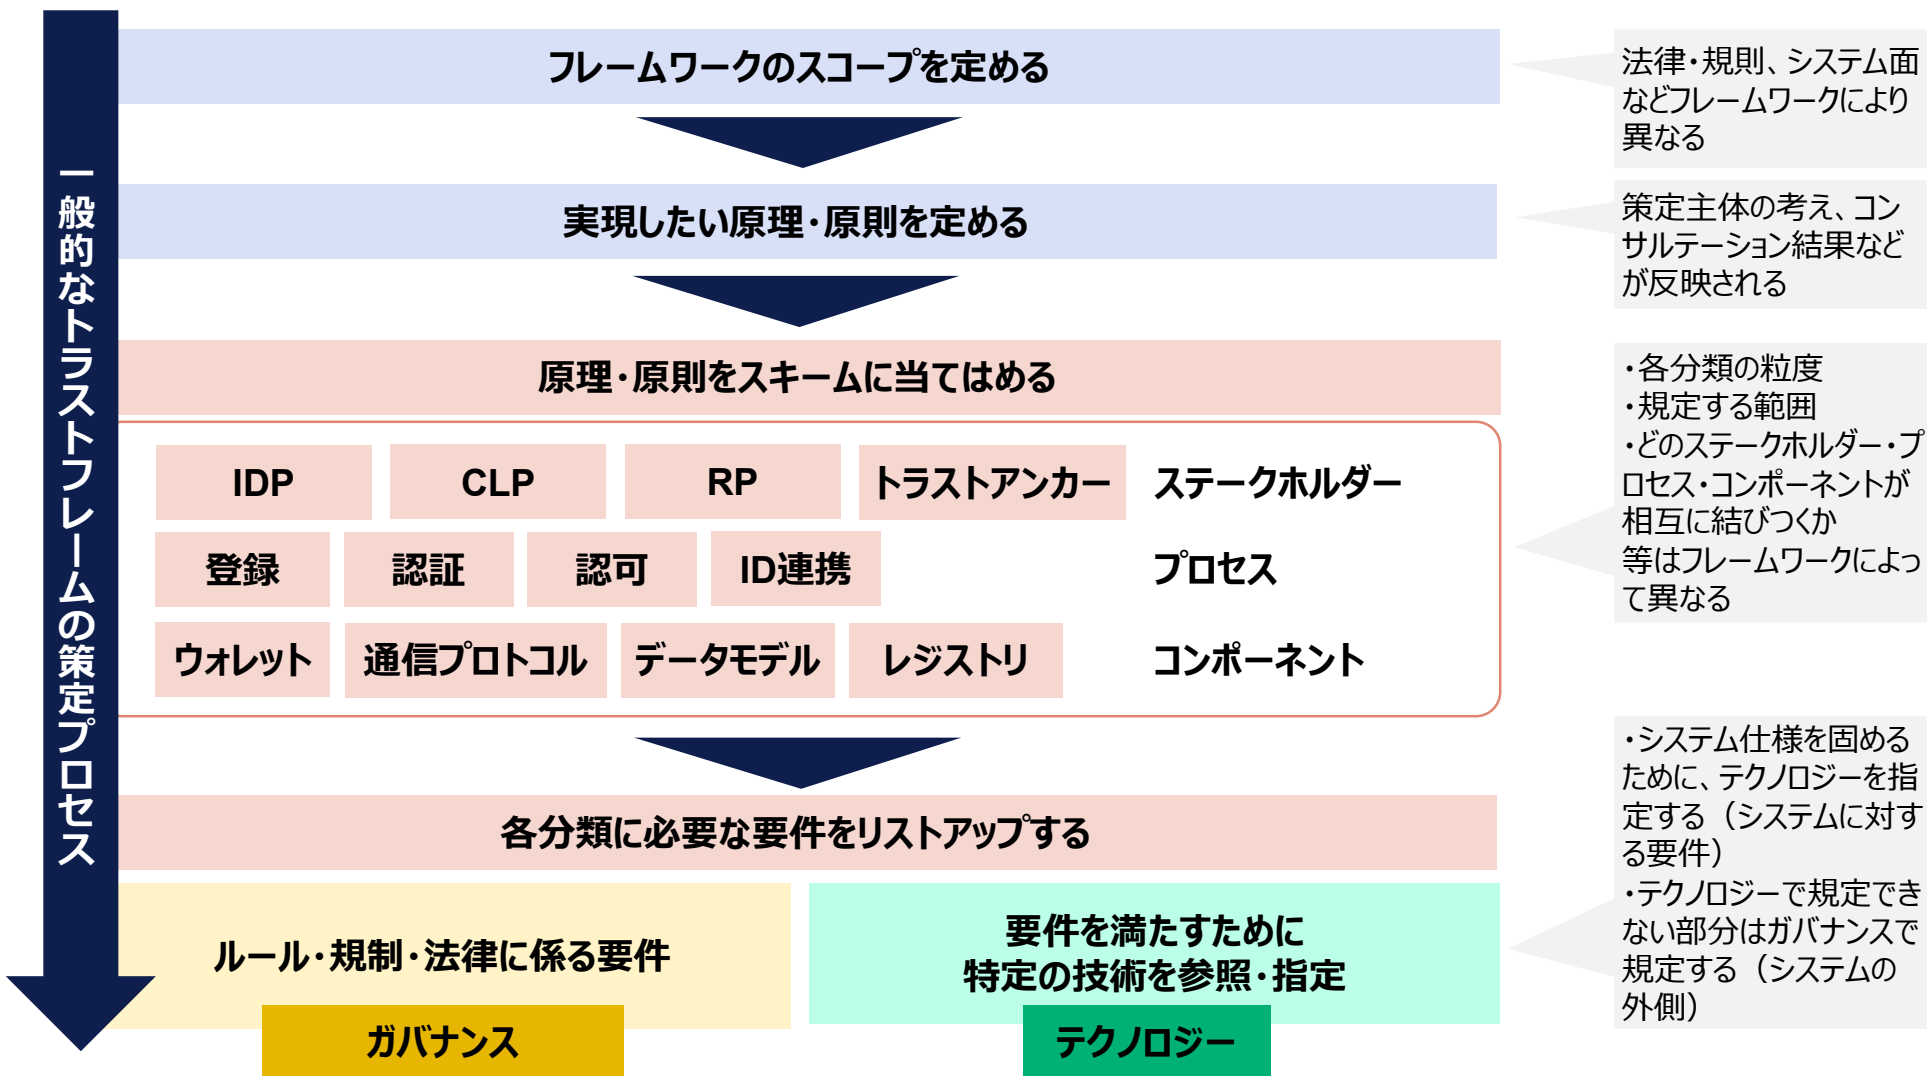 一般的なトラストフレームの策定プロセス
フレームワークのスコープを定める
法律・規則、システム面
などフレームワークにより
異なる
実現したい原理・原則を定める
策定主体の考え、コン
サルテーション結果など
が反映される
原理・原則をスキームに当てはめる
IDP
CLP
RP
トラストアンカー
ステークホルダー
登録
認証
認可
ID連携
プロセス
ウォレット
通信プロトコル
データモデル
レジストリ
コンポーネント
・各分類の粒度
・規定する範囲
・どのステークホルダー・プ
ロセス・コンポーネントが
相互に結びつくか
等はフレームワークによっ
て異なる
各分類に必要な要件をリストアップする
ルール・規制・法律に係る要件
ガバナンス
要件を満たすために
特定の技術を参照・指定
テクノロジー
・システム仕様を固める
ために、テクノロジーを指
定する（システムに対す
る要件）
・テクノロジーで規定でき
ない部分はガバナンスで
規定する（システムの
外側）